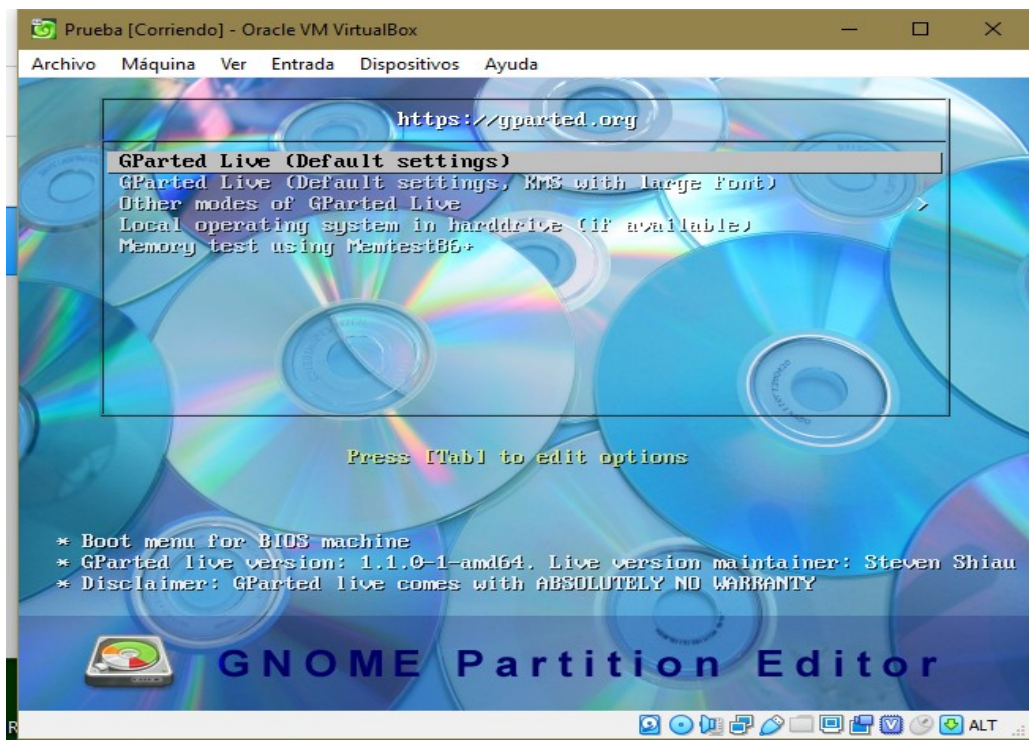 Prueba [Corriendo] - Oracle VM VirtualBox
Archivo Máquina Ver Entrada Dispositivos Ayuda
https://gparted.org
GParted Live (Default settings)
GParted Live (Default settings, KMS with large font)
Other modes of GParted Live >
Local operating system in harddrive (if available)
Memory test using Memtest86+
Press [Tab] to edit options
* Boot menu for BIOS machine
* GParted live version: 1.1.0-1-amd64. Live version maintainer: Steven Shiau
* Disclaimer: GParted live comes with ABSOLUTELY NO WARRANTY
GNOME Partition Editor
R
ALT